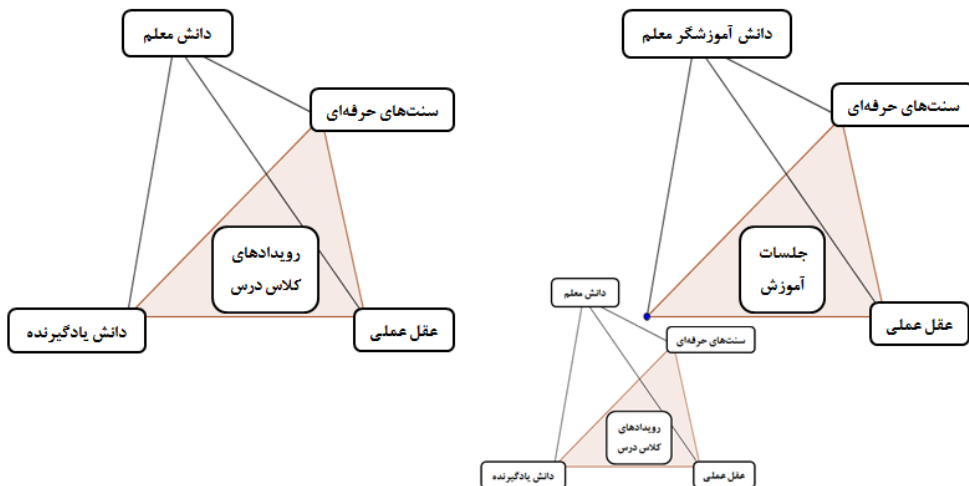 دانش معلم
سنت‌های حرفه‌ای
رویدادهای
کلاس درس
دانش یادگیرنده
عقل عملی
دانش آموزشگر معلم
سنت‌های حرفه‌ای
جلسات
آموزش
عقل عملی
دانش معلم
سنت‌های حرفه‌ای
رویدادهای
کلاس درس
دانش یادگیرنده
عقل عملی